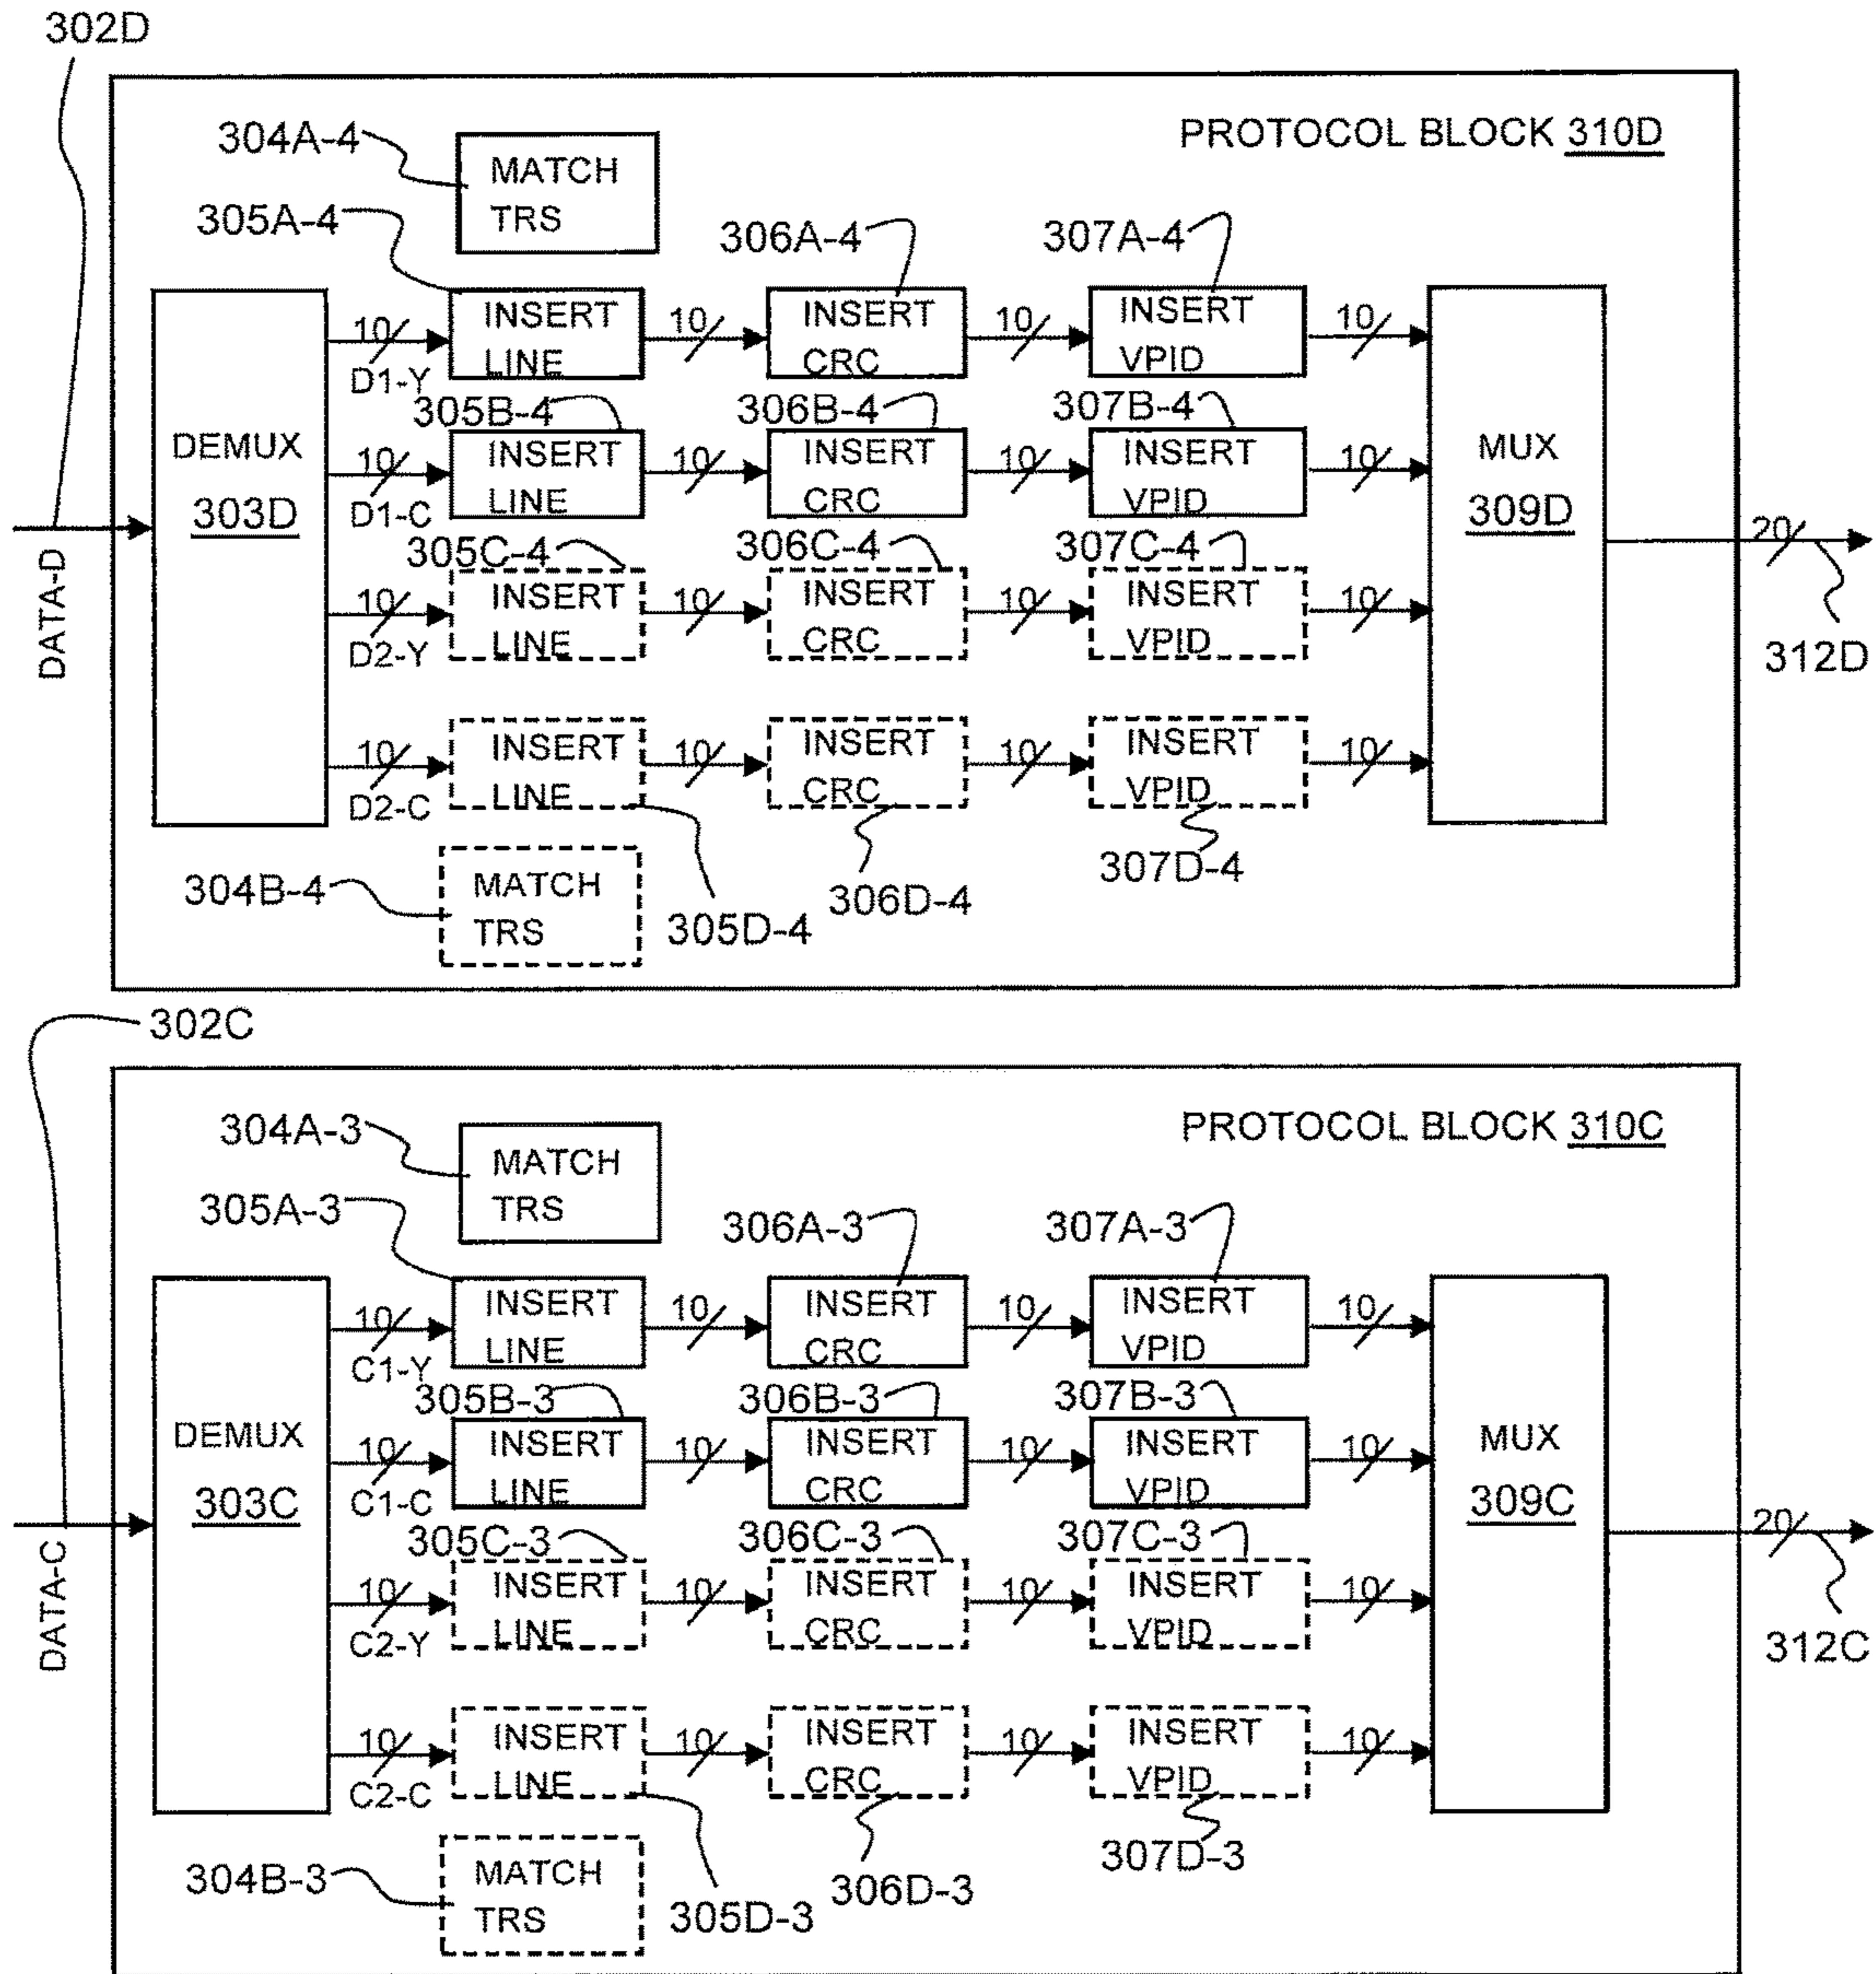 302D
PROTOCOL BLOCK 310D
304A-4
MATCH
TRS
305A-4
306A-4
307A-4
10
INSERT
LINE
10
INSERT
CRC
10
INSERT
VPID
10
D1-Y
305B-4
306B-4
307B-4
DEMUX
303D
10
INSERT
LINE
10
INSERT
CRC
10
INSERT
VPID
10
MUX
309D
D1-C
305C-4
306C-4
307C-4
20
DATA-D
10
INSERT
LINE
10
INSERT
CRC
10
INSERT
VPID
10
D2-Y
312D
10
INSERT
LINE
10
INSERT
CRC
10
INSERT
VPID
10
D2-C
304B-4
MATCH
TRS
305D-4
306D-4
307D-4
302C
PROTOCOL BLOCK 310C
304A-3
MATCH
TRS
305A-3
306A-3
307A-3
10
INSERT
LINE
10
INSERT
CRC
10
INSERT
VPID
10
C1-Y
305B-3
306B-3
307B-3
DEMUX
303C
10
INSERT
LINE
10
INSERT
CRC
10
INSERT
VPID
10
MUX
309C
C1-C
305C-3
306C-3
307C-3
20
DATA-C
10
INSERT
LINE
10
INSERT
CRC
10
INSERT
VPID
10
C2-Y
312C
10
INSERT
LINE
10
INSERT
CRC
10
INSERT
VPID
10
C2-C
304B-3
MATCH
TRS
305D-3
306D-3
307D-3